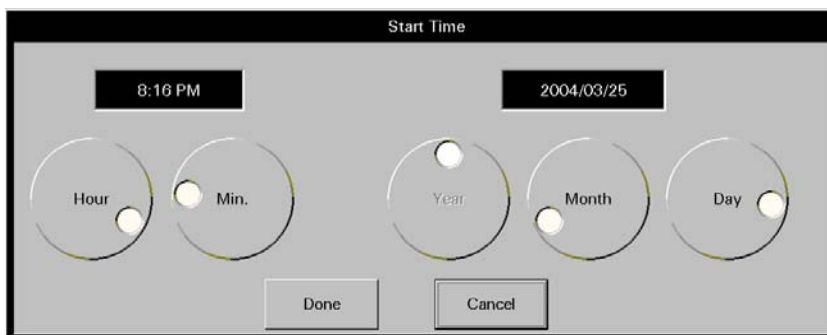 Start Time
8:16 PM
2004/03/25
Hour
Min.
Year
Month
Day
Done
Cancel